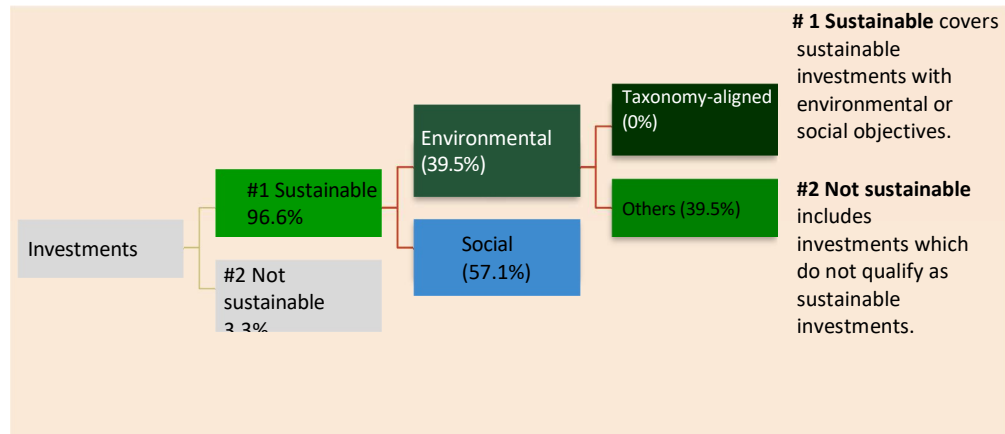 Investments
#1 Sustainable
96.6%
#2 Not
sustainable
3.3%
Environmental
(39.5%)
Social
(57.1%)
Taxonomy-aligned
(0%)
Others (39.5%)
# 1 Sustainable covers
sustainable
investments with
environmental or
social objectives.
#2 Not sustainable
includes
investments which
do not qualify as
sustainable
investments.